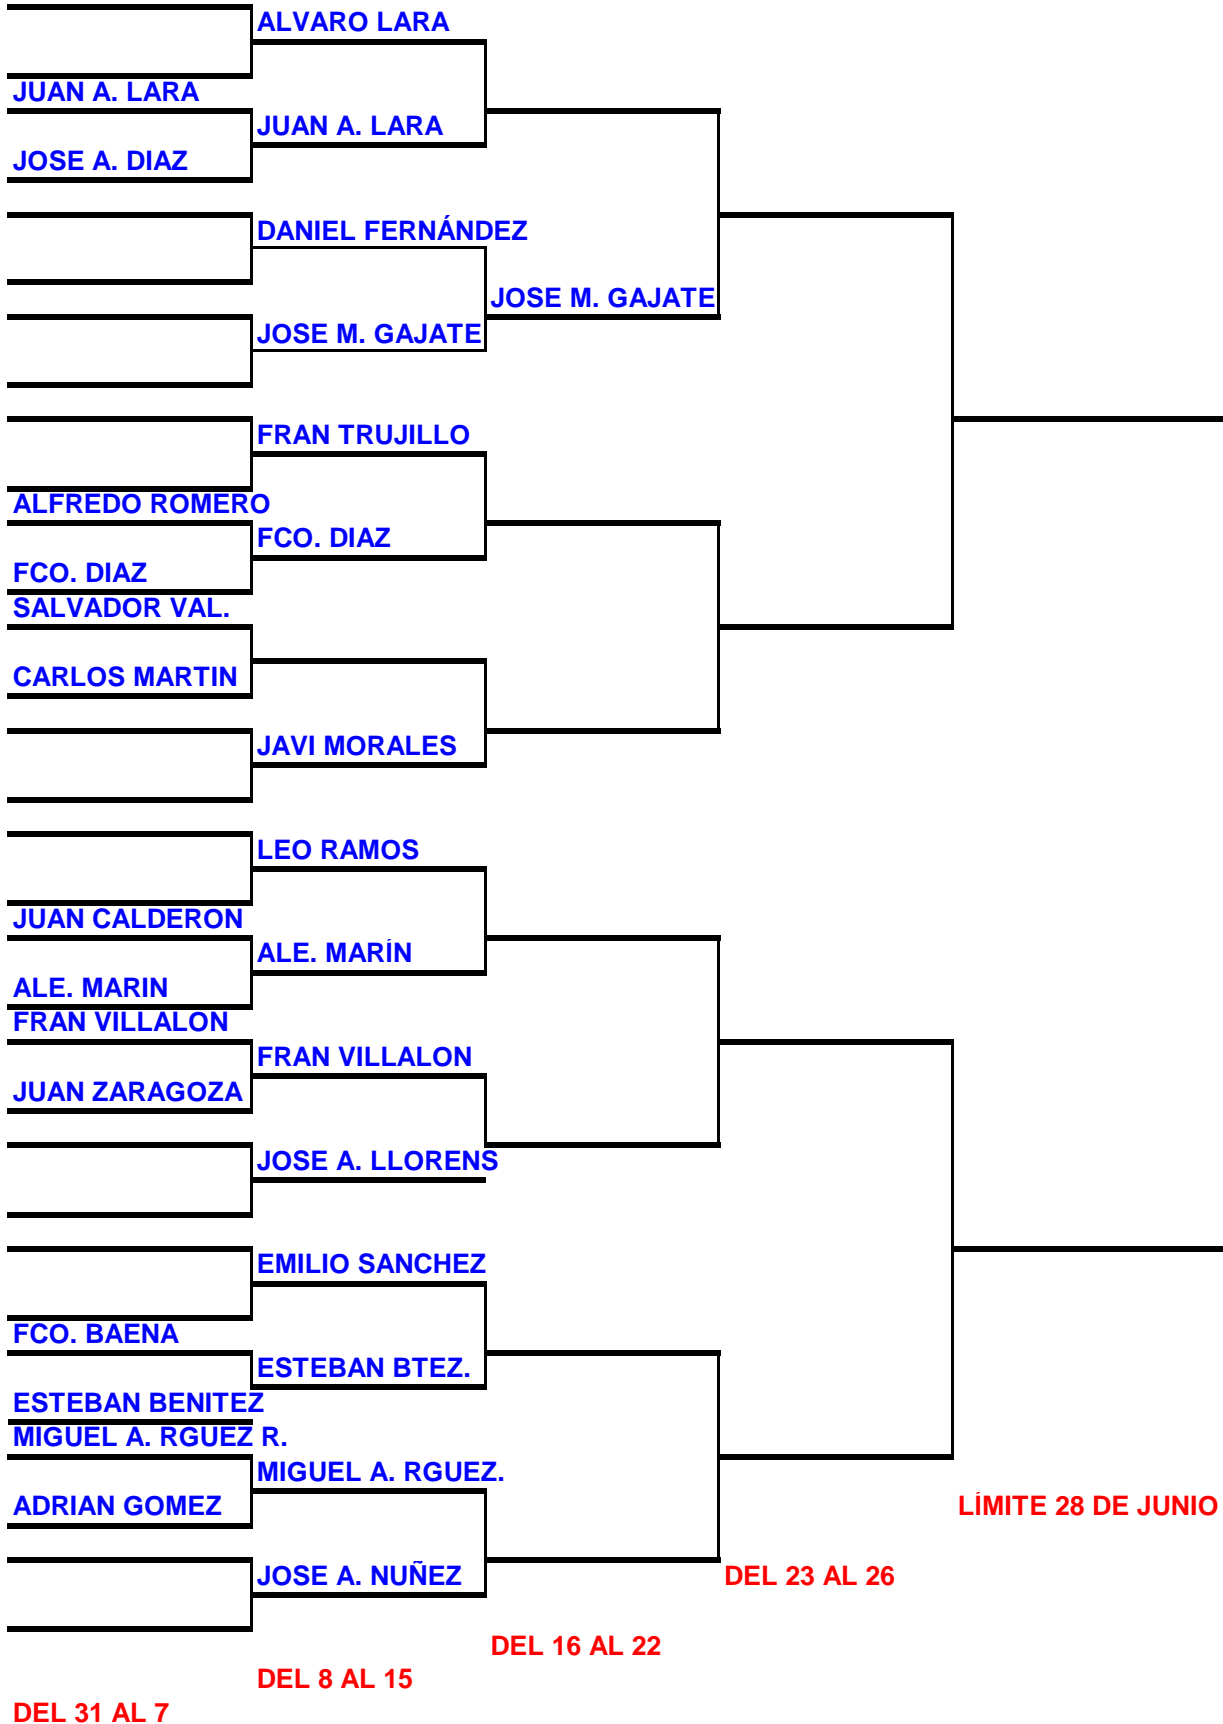 ALVARO LARA
JUAN A. LARA
JUAN A. LARA
JOSE A. DIAZ
DANIEL FERNÁNDEZ
JOSE M. GAJATE
JOSE M. GAJATE
FRAN TRUJILLO
ALFREDO ROMERO
FCO. DIAZ
FCO. DIAZ
SALVADOR VAL.
CARLOS MARTIN
JAVI MORALES
LEO RAMOS
JUAN CALDERON
ALE. MARÍN
ALE. MARIN
FRAN VILLALON
FRAN VILLALON
JUAN ZARAGOZA
JOSE A. LLORENS
EMILIO SANCHEZ
FCO. BAENA
ESTEBAN BTEZ.
ESTEBAN BENITEZ
MIGUEL A. RGUEZ R.
MIGUEL A. RGUEZ.
ADRIAN GOMEZ
LÍMITE 28 DE JUNIO
JOSE A. NUÑEZ
DEL 23 AL 26
DEL 16 AL 22
DEL 8 AL 15
DEL 31 AL 7